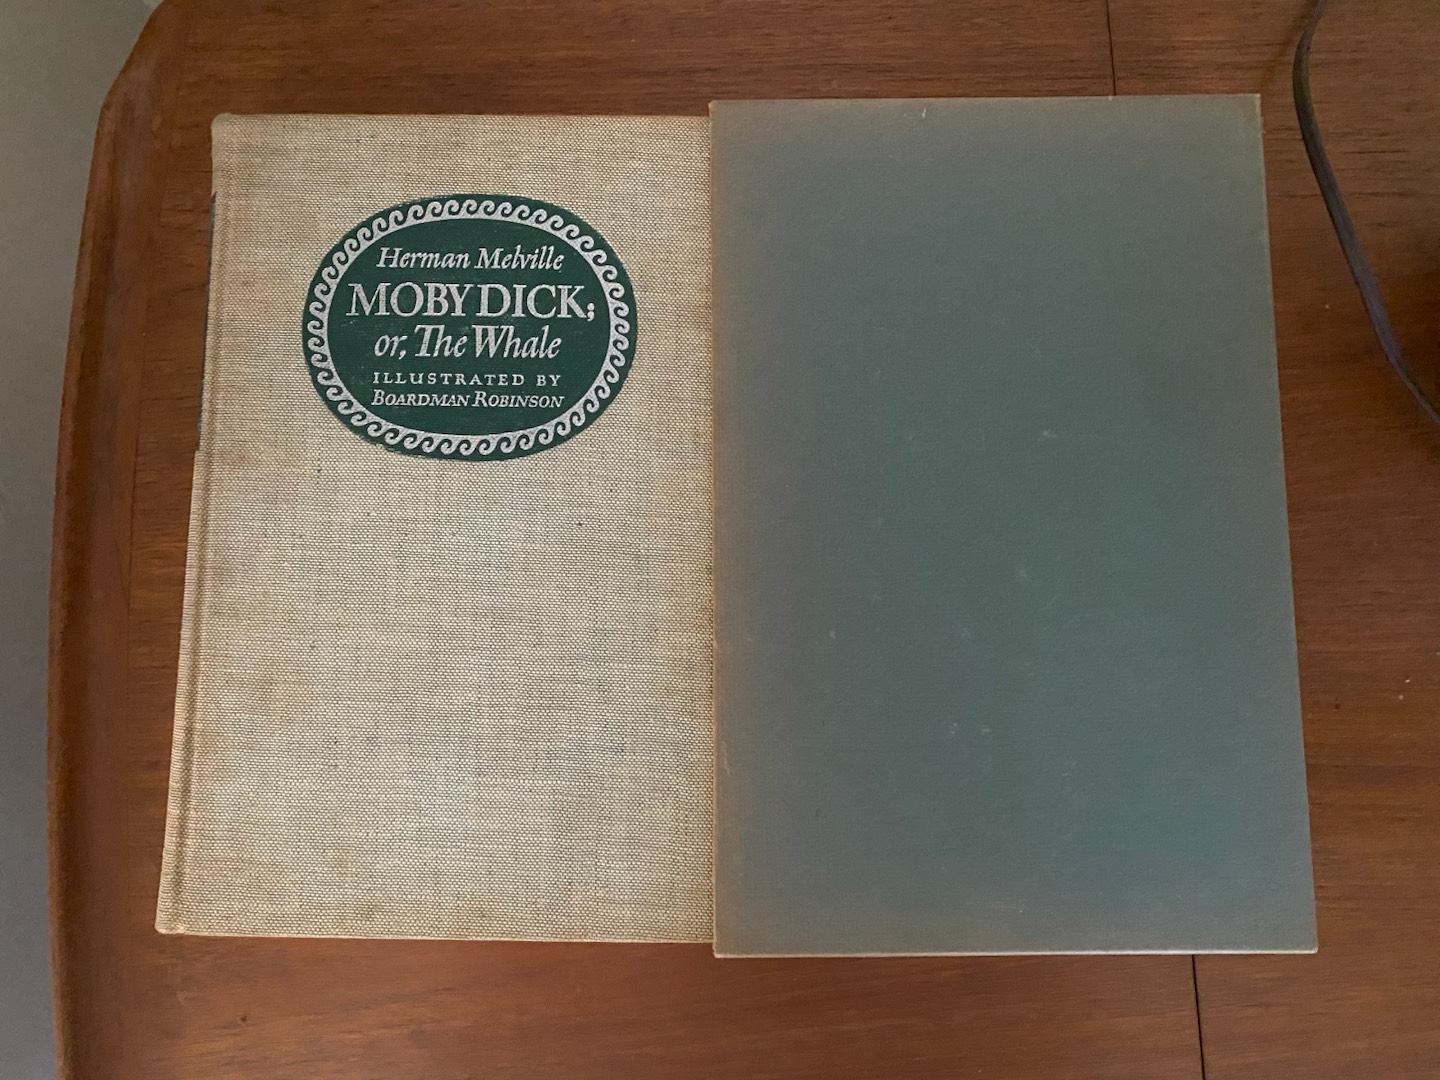 Herman Melville
MOBY DICK;
or, The Whale
ILLUSTRATED BY
BOARDMAN ROBINSON